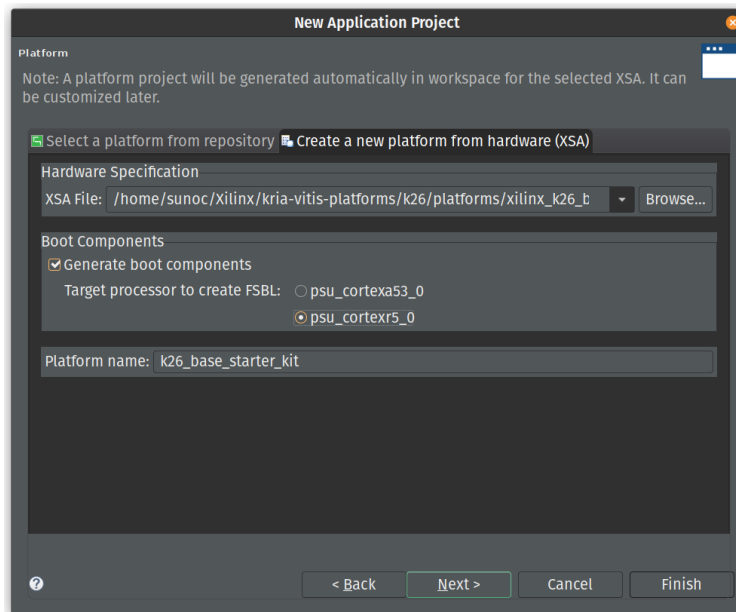 New Application Project
Platform
Note: A platform project will be generated automatically in workspace for the selected XSA. It can
be customized later.
Select a platform from repository Create a new platform from hardware (XSA)
Hardware Specification
XSA File: /home/sunoc/Xilinx/kria-vitis-platforms/k26/platforms/xilinx_k26_b Browse...
Boot Components
Generate boot components
Target processor to create FSBL: psu_cortexa53_0
psu_cortexr5_0
Platform name: k26_base_starter_kit
? < Back Next > Cancel Finish